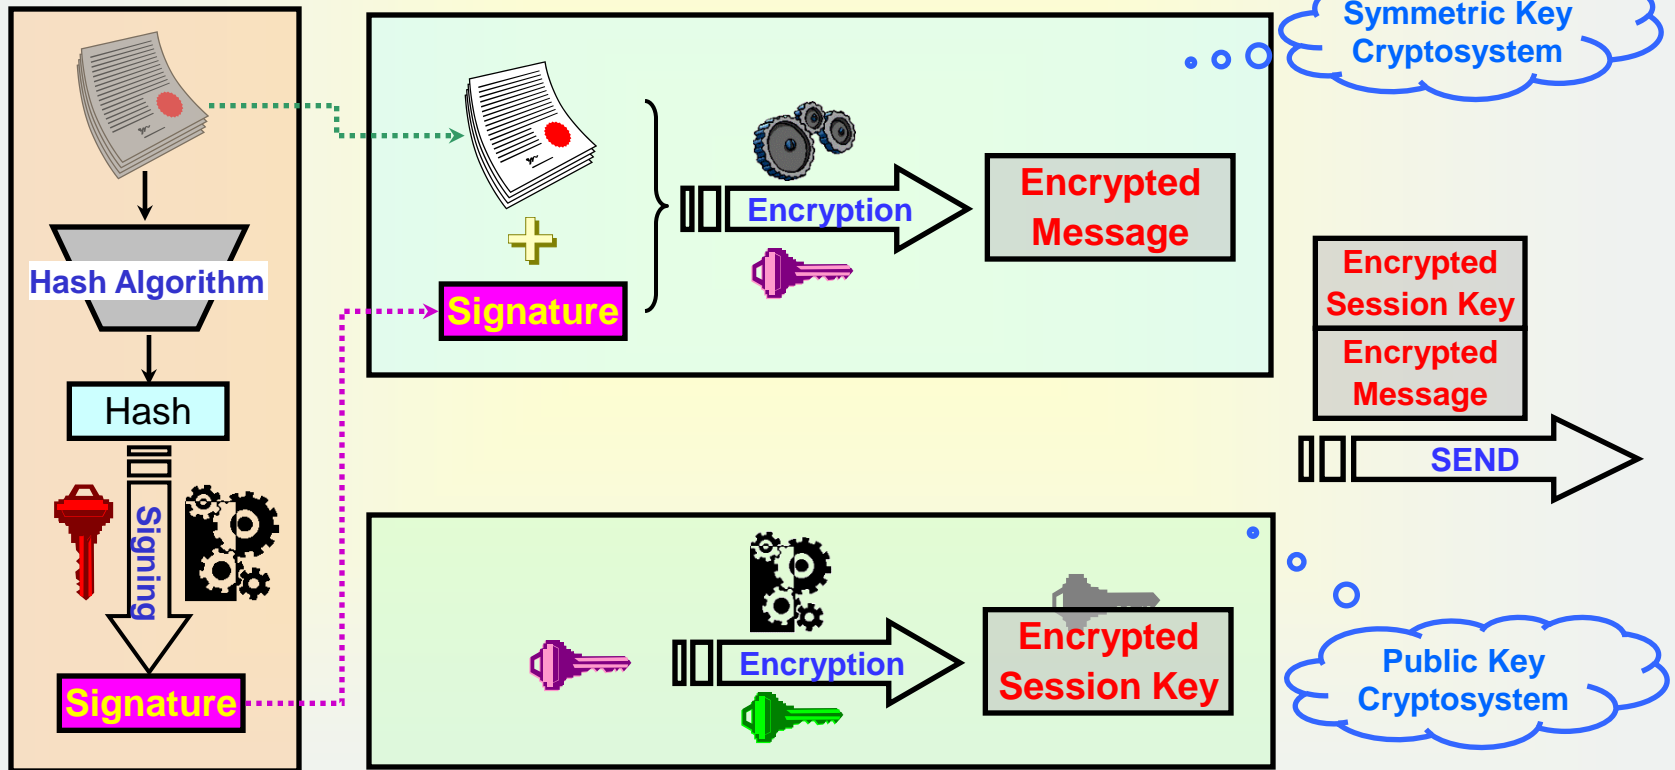 Symmetric Key
Cryptosystem
Hash Algorithm
Hash
Signing
Signature
Signature
Encryption
Encrypted
Message
Encrypted
Session Key
Encrypted
Message
SEND
Encryption
Encrypted
Session Key
Public Key
Cryptosystem